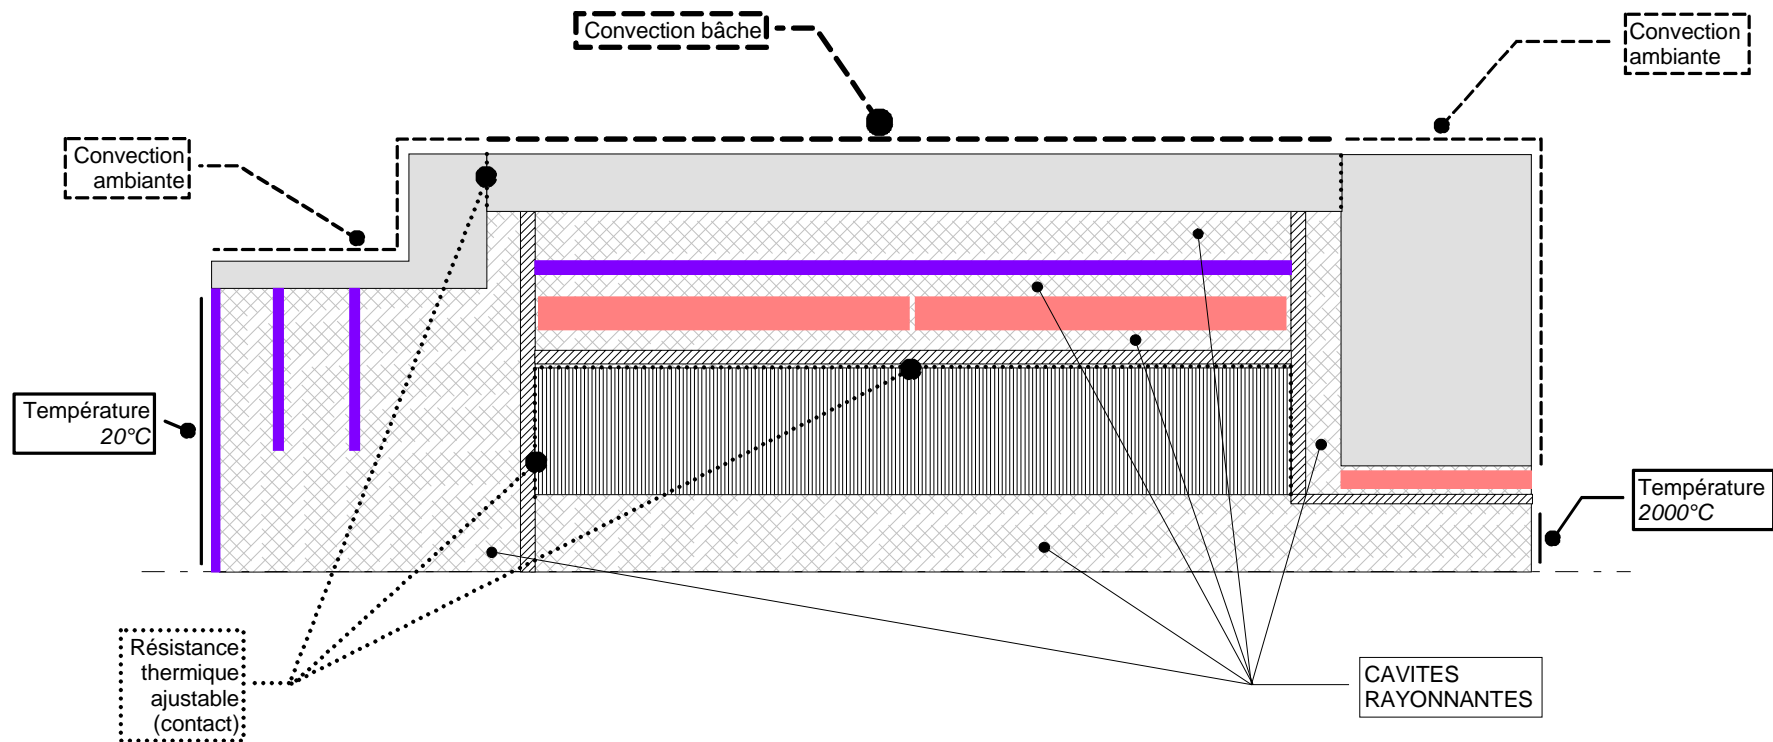 Convection bâche
Convection
ambiante
Convection
ambiante
Température
20°C
Température
2000°C
Résistance
thermique
ajustable
(contact)
CAVITES
RAYONNANTES